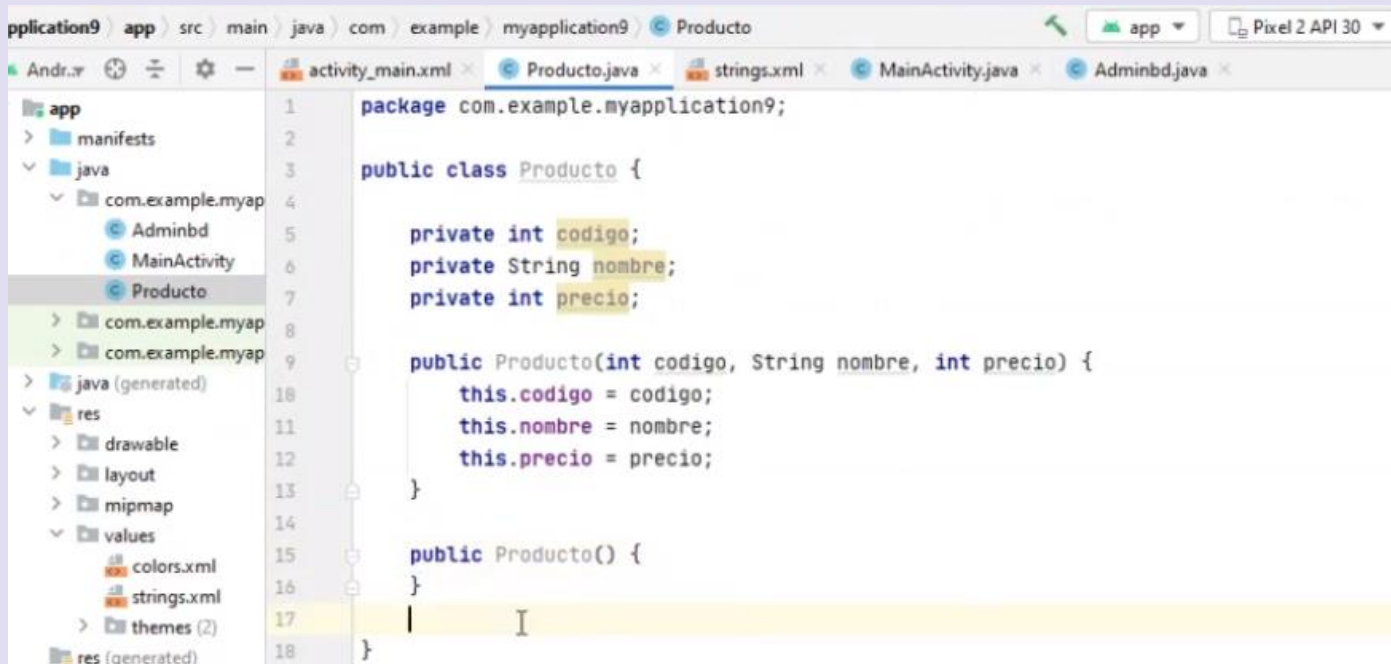 pplication9 app src main java com example myapplication9 Producto app Pixel 2 API 30
Andr... activity_main.xml Producto.java strings.xml MainActivity.java Adminbd.java
app
manifests
java
com.example.myap
Adminbd
MainActivity
Producto
com.example.myap
com.example.myap
java (generated)
res
drawable
layout
mipmap
values
colors.xml
strings.xml
themes (2)
res (generated)
1 package com.example.myapplication9;
2
3 public class Producto {
4
5 private int codigo;
6 private String nombre;
7 private int precio;
8
9 public Producto(int codigo, String nombre, int precio) {
10 this.codigo = codigo;
11 this.nombre = nombre;
12 this.precio = precio;
13 }
14
15 public Producto() {
16 }
17
18 }